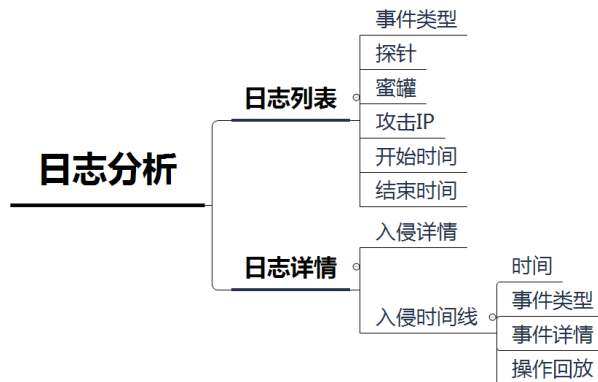 日志分析
日志列表
事件类型
探针
蜜罐
攻击IP
开始时间
结束时间
日志详情
入侵详情
入侵时间线
时间
事件类型
事件详情
操作回放